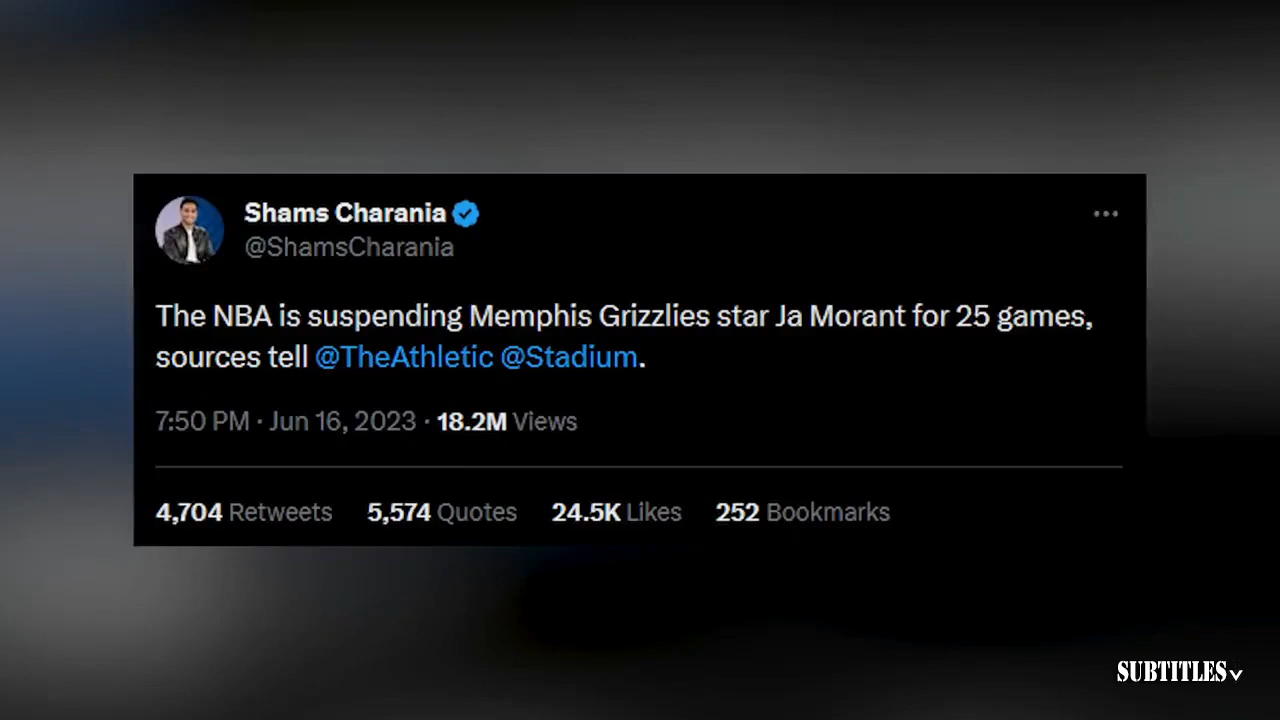 Shams Charania
@ShamsCharania
The NBA is suspending Memphis Grizzlies star Ja Morant for 25 games,
sources tell @TheAthletic @Stadium.
7:50 PM · Jun 16, 2023 · 18.2M Views
4,704 Retweets 5,574 Quotes 24.5K Likes 252 Bookmarks
SUBTITLES